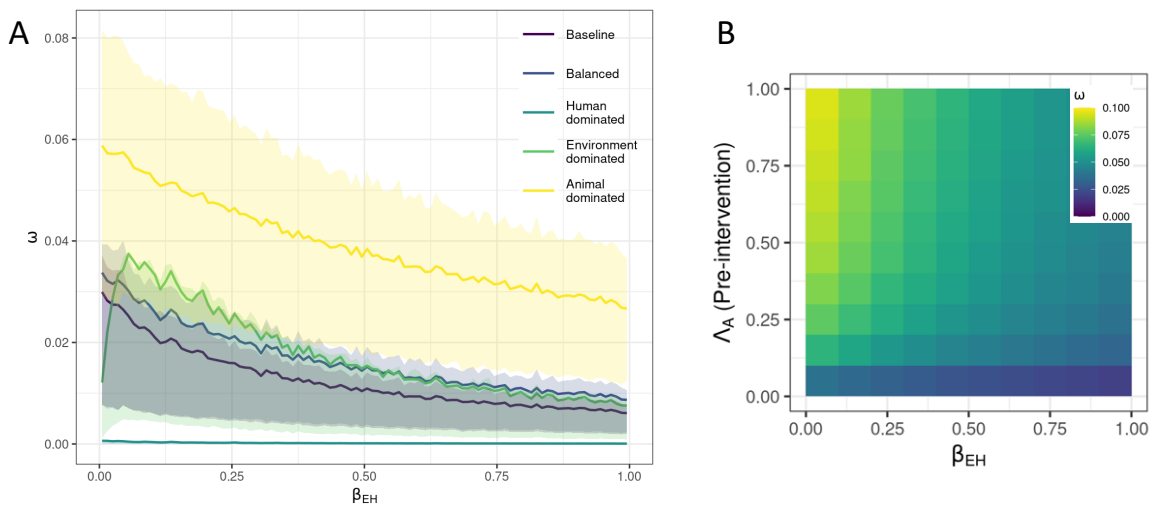 A
ω
0.08
0.06
0.04
0.02
0.00
0.00
0.25
0.50
0.75
1.00
βEH
Baseline
Balanced
Human
dominated
Environment
dominated
Animal
dominated
B
ΛA (Pre-intervention)
1.00
0.75
0.50
0.25
0.00
0.00
0.25
0.50
0.75
1.00
βEH
ω
0.100
0.075
0.050
0.025
0.000